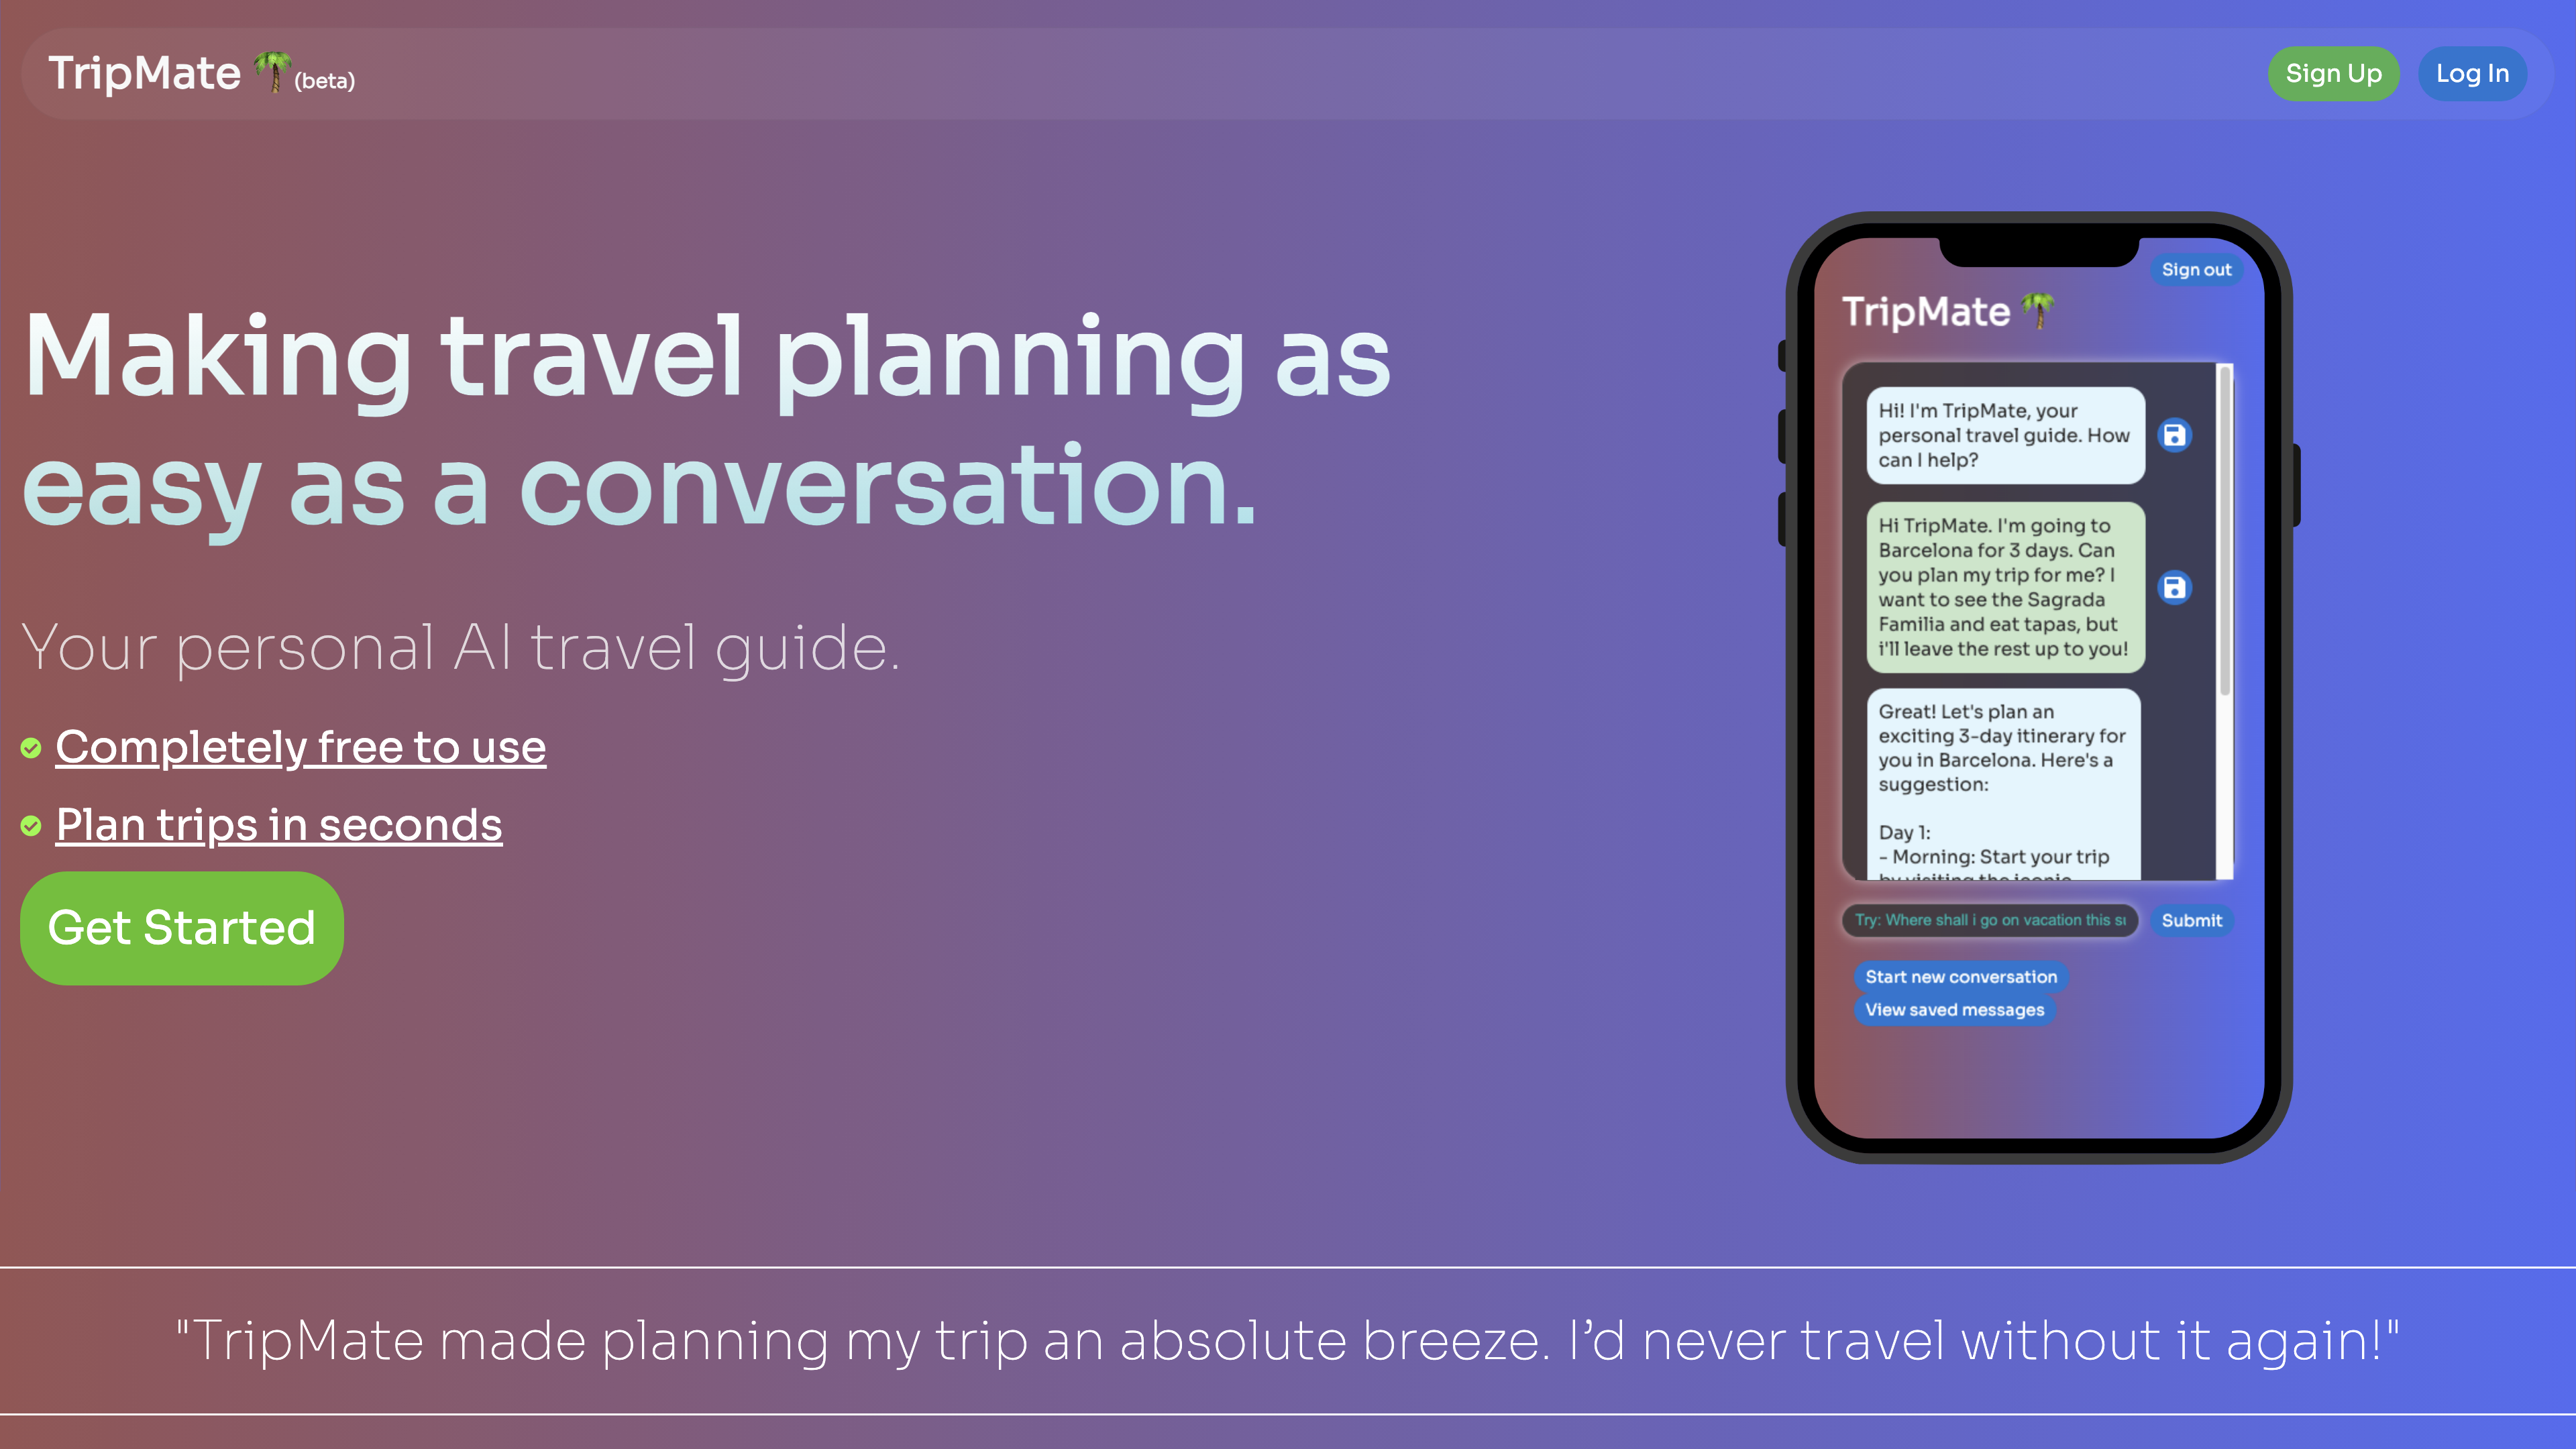 TripMate 🌴(beta)
Sign Up
Log In
Making travel planning as
easy as a conversation.
Your personal AI travel guide.
Completely free to use
Plan trips in seconds
Get Started
Sign out
TripMate 🌴
Hi! I'm TripMate, your
personal travel guide. How
can I help?
Hi TripMate. I'm going to
Barcelona for 3 days. Can
you plan my trip for me? I
want to see the Sagrada
Familia and eat tapas, but
i'll leave the rest up to you!
Great! Let's plan an
exciting 3-day itinerary for
you in Barcelona. Here's a
suggestion:
Day 1:
- Morning: Start your trip
by visiting the iconic
Try: Where shall i go on vacation this
Submit
Start new conversation
View saved messages
"TripMate made planning my trip an absolute breeze. I’d never travel without it again!"